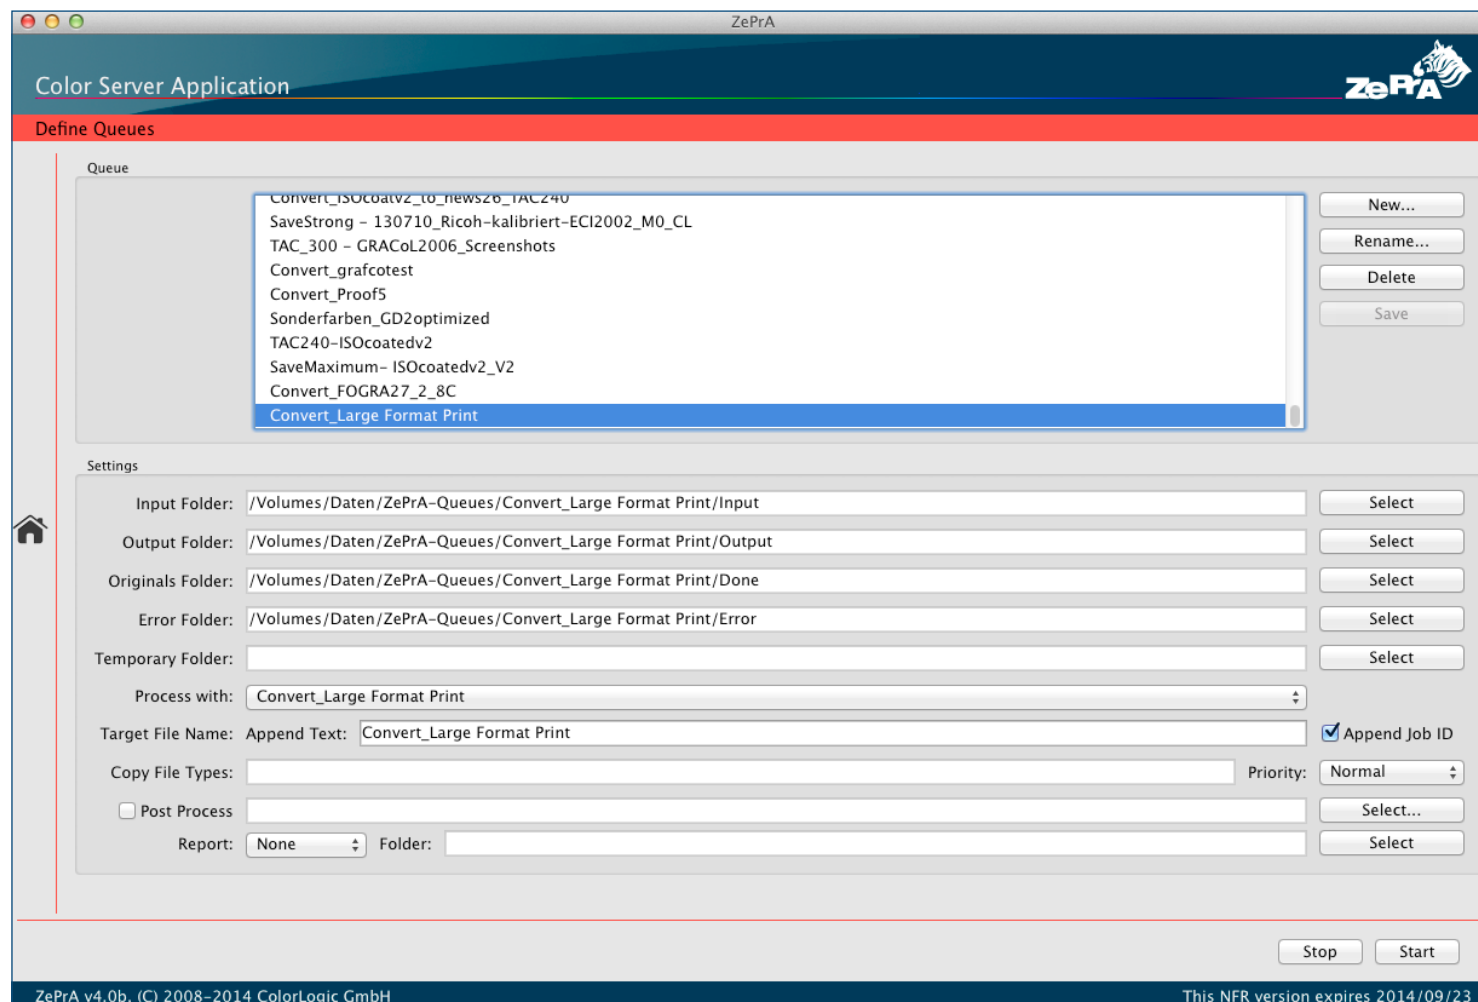 ZePrA
Color Server Application
ZePrA
Define Queues
Queue
Convert_ISOcoatv2_to_news26_TAC240
SaveStrong - 130710_Ricoh-kalibriert-ECI2002_M0_CL
TAC_300 - GRACoL2006_Screenshots
Convert_grafcotest
Convert_Proof5
Sonderfarben_GD2optimized
TAC240-ISOcoatedv2
SaveMaximum- ISOcoatedv2_V2
Convert_FOGRA27_2_8C
Convert_Large Format Print
New...
Rename...
Delete
Save
Settings
Input Folder: /Volumes/Daten/ZePrA-Queues/Convert_Large Format Print/Input Select
Output Folder: /Volumes/Daten/ZePrA-Queues/Convert_Large Format Print/Output Select
Originals Folder: /Volumes/Daten/ZePrA-Queues/Convert_Large Format Print/Done Select
Error Folder: /Volumes/Daten/ZePrA-Queues/Convert_Large Format Print/Error Select
Temporary Folder: Select
Process with: Convert_Large Format Print
Target File Name: Append Text: Convert_Large Format Print Append Job ID
Copy File Types: Priority: Normal
Post Process Select...
Report: None Folder: Select
Stop Start
ZePrA v4.0b, (C) 2008-2014 ColorLogic GmbH This NFR version expires 2014/09/23